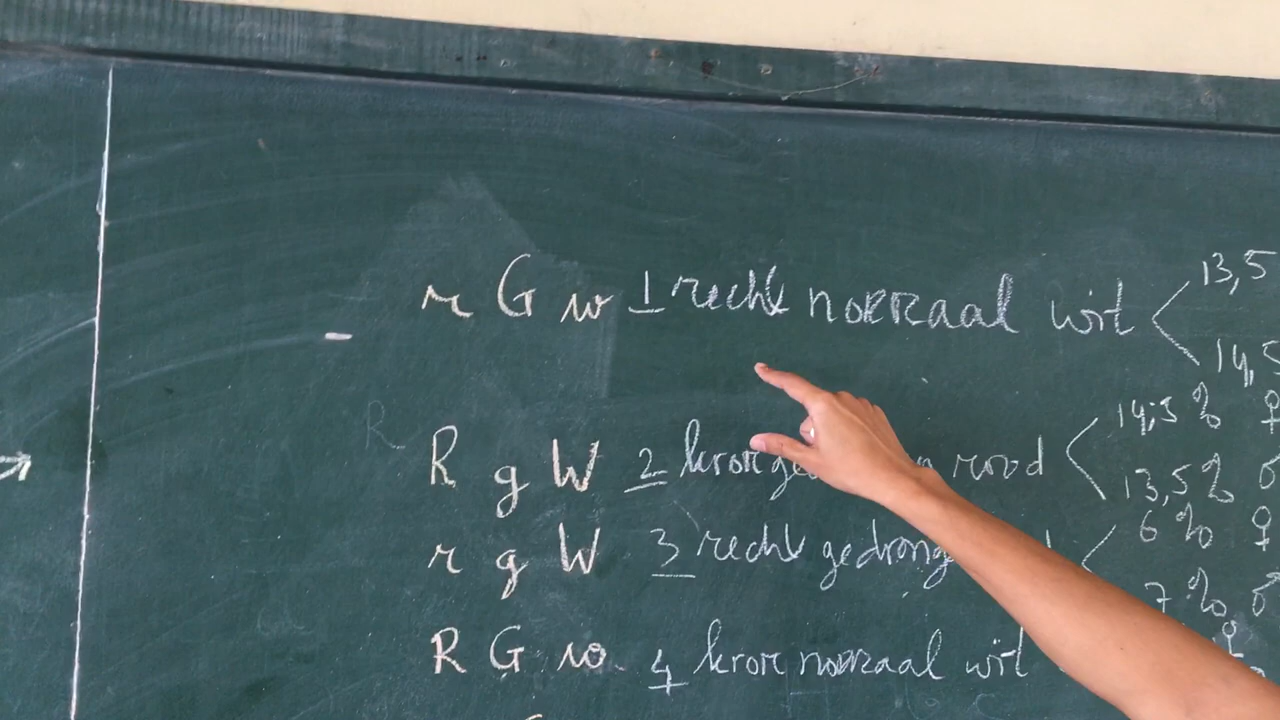 r G w 1 recht normaal wit < 13,5
14,5
R g W 2 krom rood < 14,5 % ♀
13,5 % ♂
r g W 3 recht < 6 % ♀
7 % ♂
R G w 4 krom normaal wit ♀